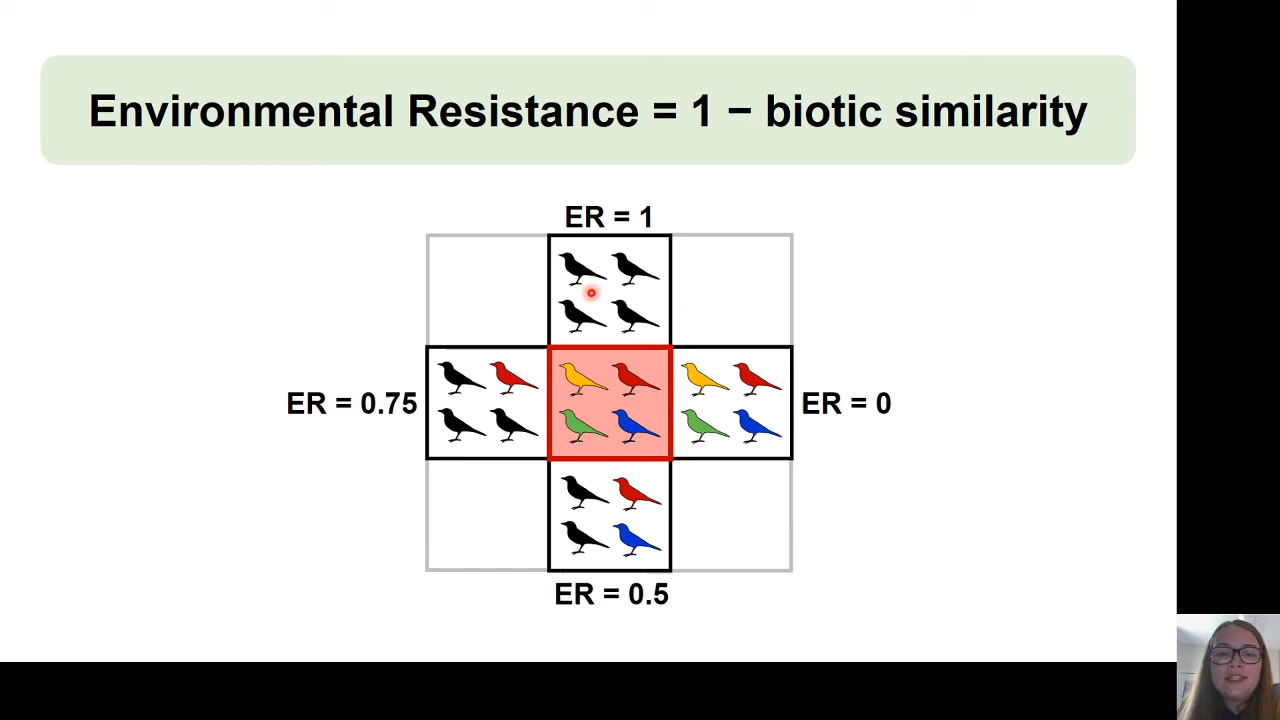 Environmental Resistance = 1 − biotic similarity
ER = 1
ER = 0.75
ER = 0
ER = 0.5